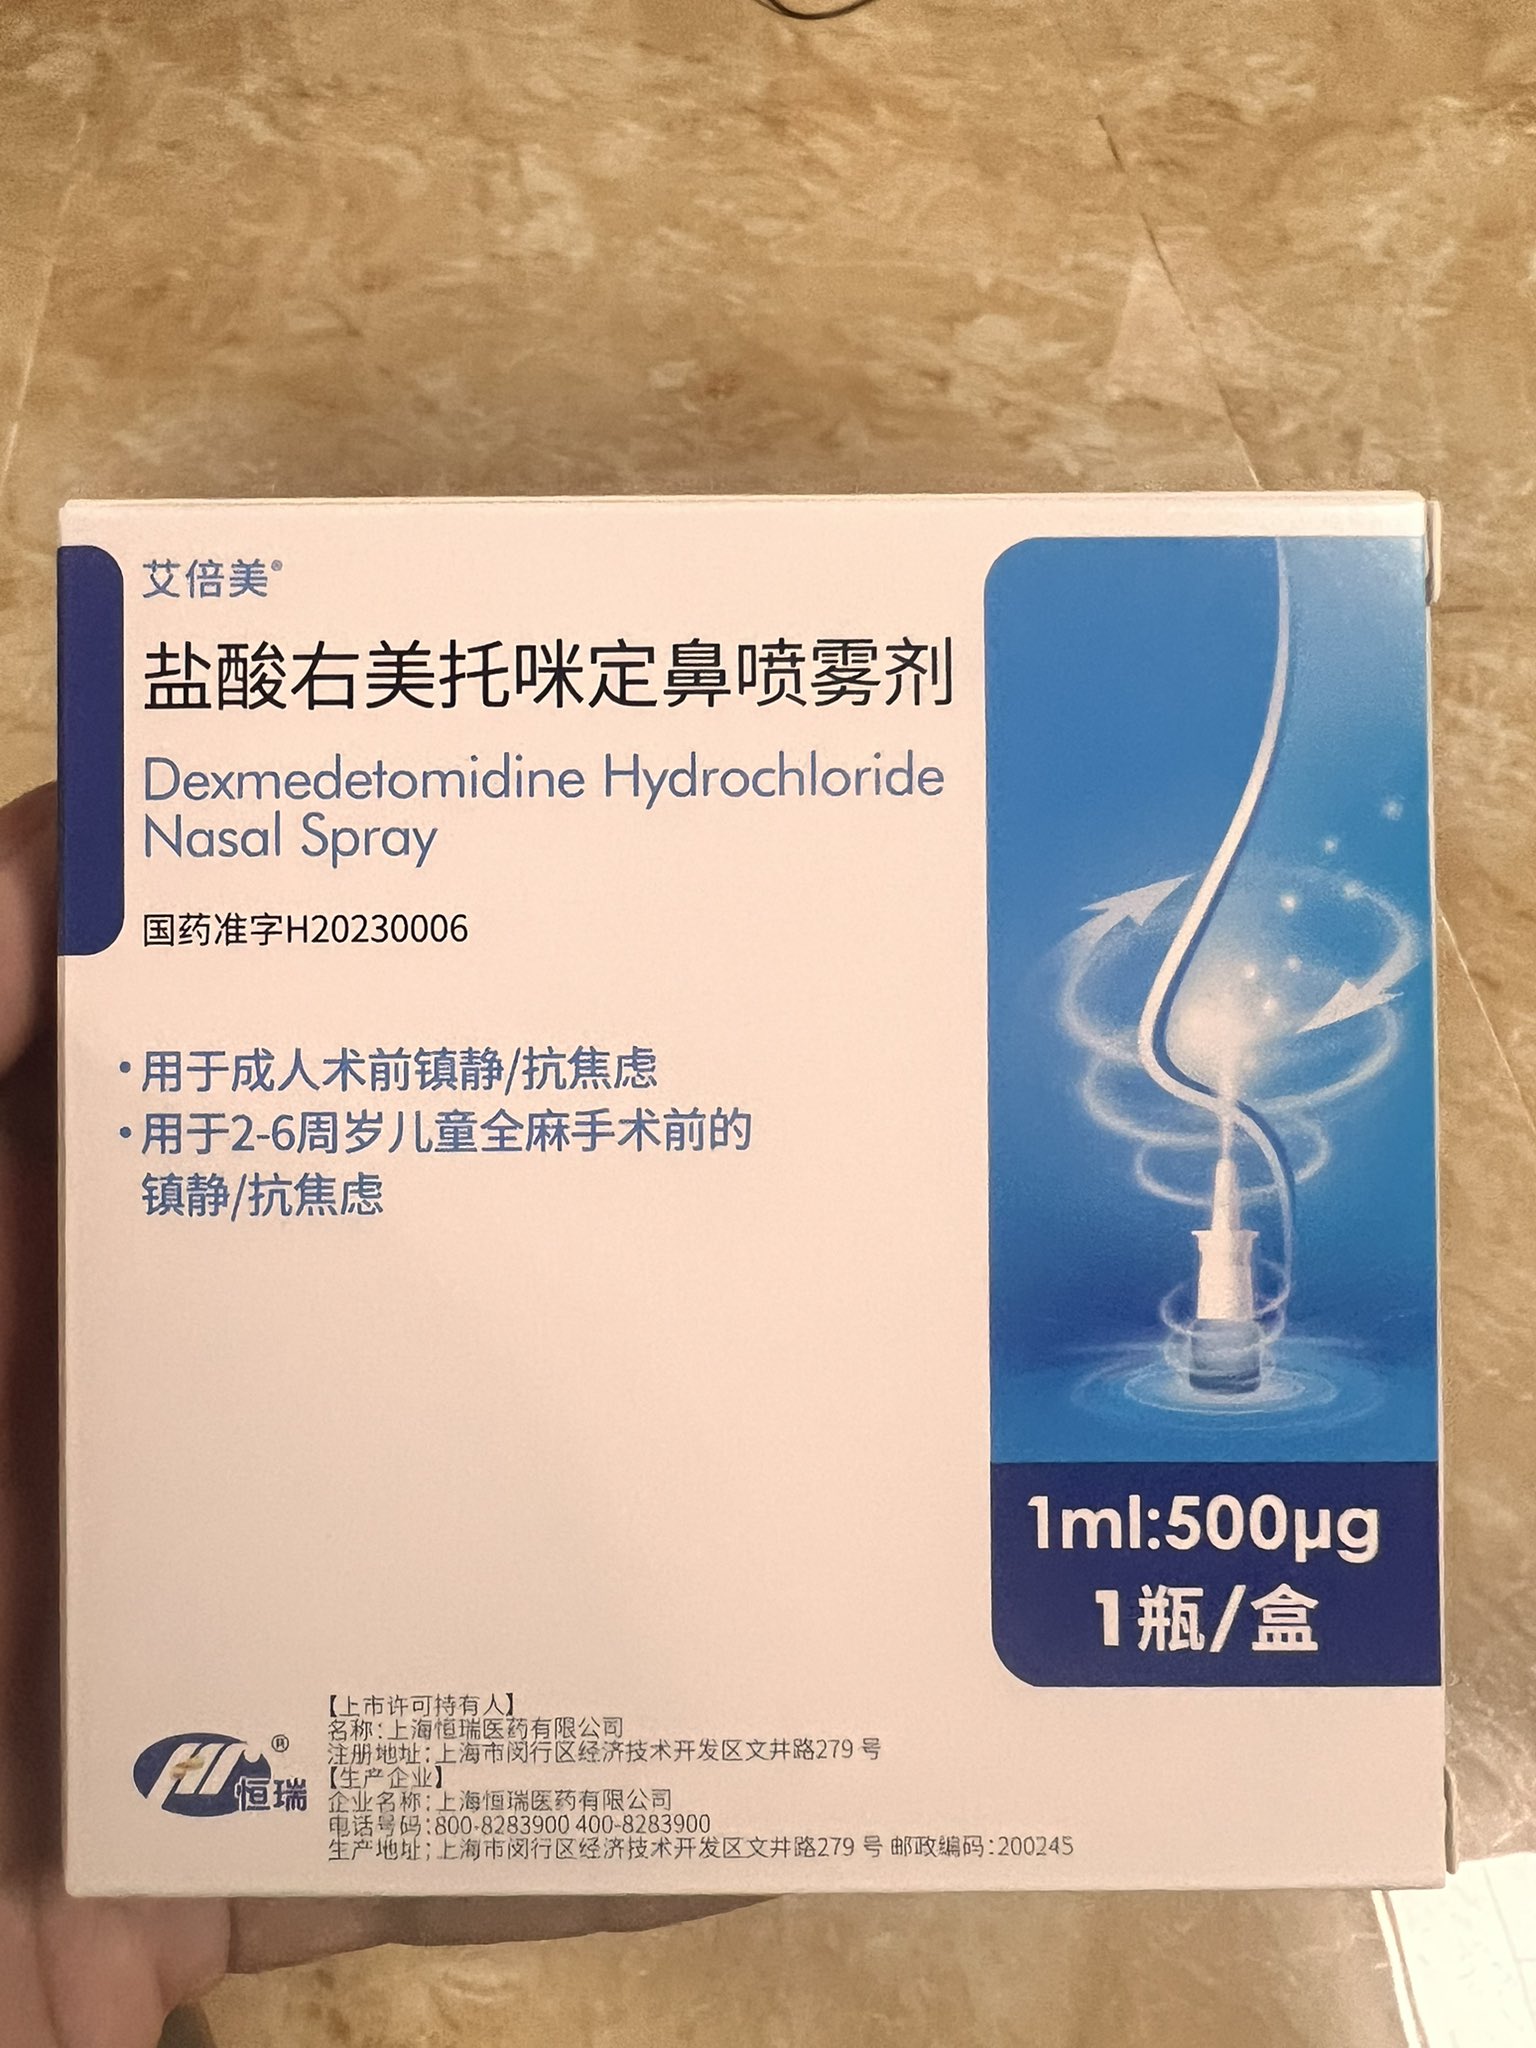 艾倍美®
盐酸右美托咪定鼻喷雾剂
Dexmedetomidine Hydrochloride
Nasal Spray
国药准字H20230006
•用于成人术前镇静/抗焦虑
•用于2-6周岁儿童全麻手术前的
镇静/抗焦虑
1ml:500μg
1瓶/盒
HR®
恒瑞
【上市许可持有人】
名称:上海恒瑞医药有限公司
注册地址:上海市闵行区经济技术开发区文井路279号
【生产企业】
企业名称:上海恒瑞医药有限公司
电话号码:800-8283900 400-8283900
生产地址:上海市闵行区经济技术开发区文井路279号 邮政编码:200245